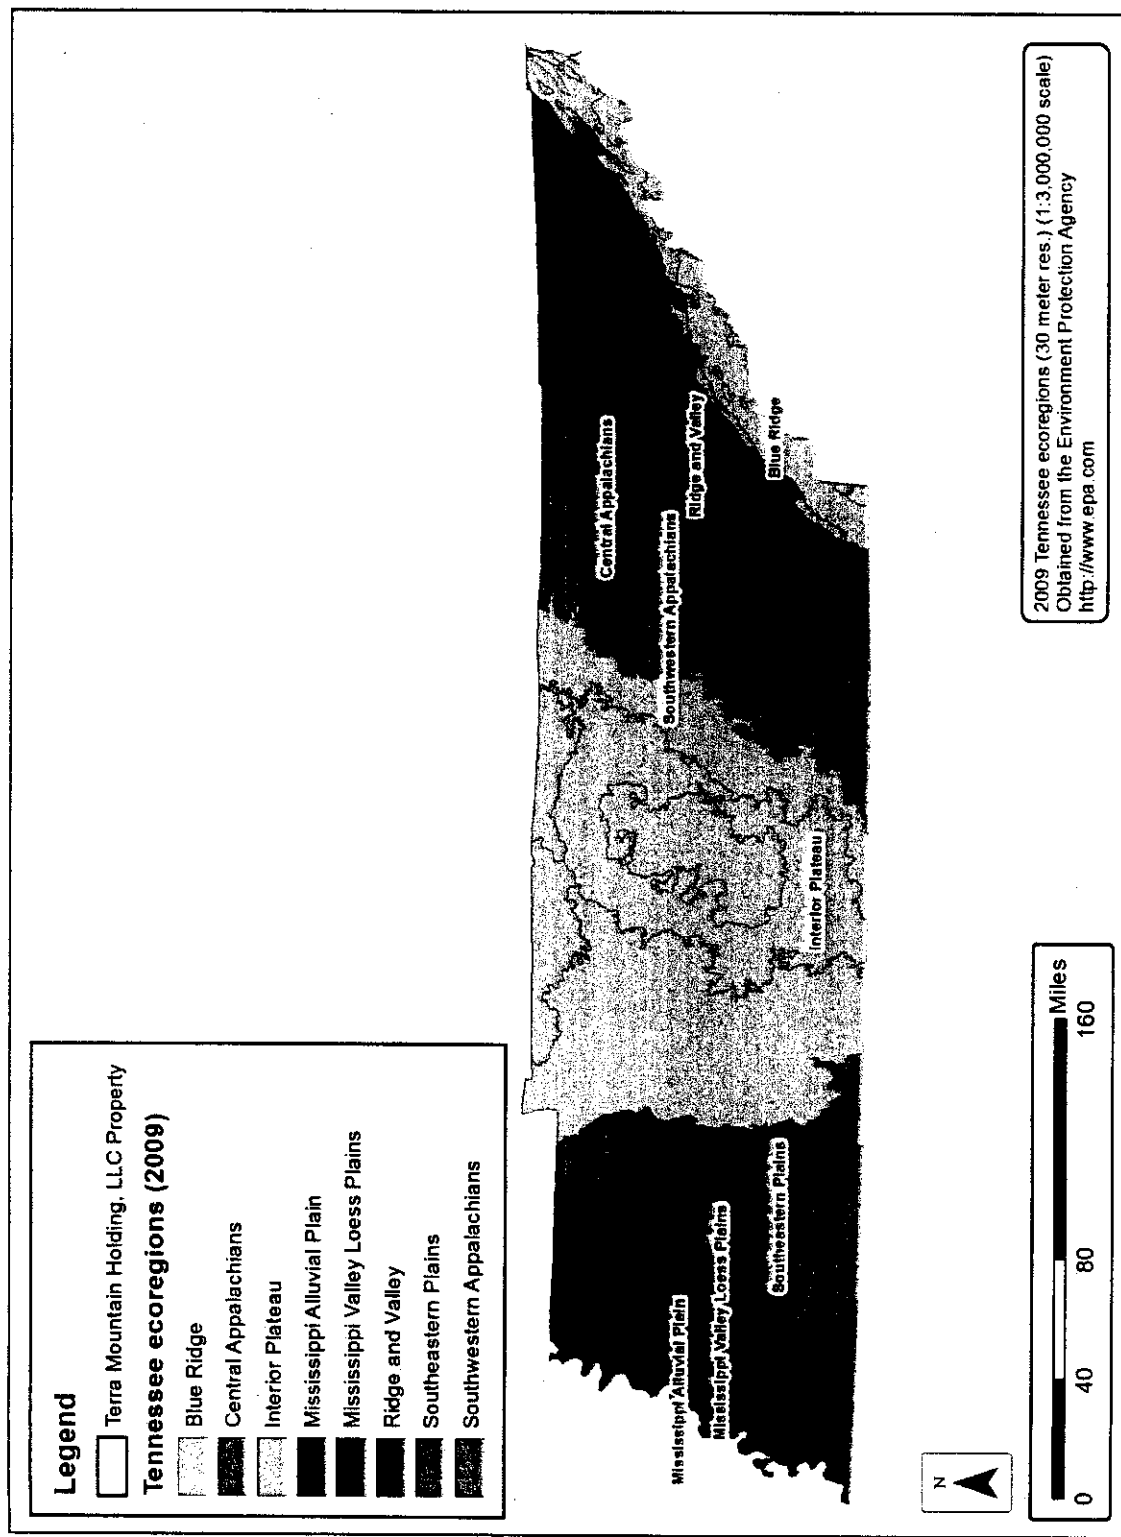 Legend
Terra Mountain Holding, LLC Property
Tennessee ecoregions (2009)
Blue Ridge
Central Appalachians
Interior Plateau
Mississippi Alluvial Plain
Mississippi Valley Loess Plains
Ridge and Valley
Southeastern Plains
Southwestern Appalachians
Central Appalachians
Southwestern Appalachians
Ridge and Valley
Blue Ridge
Interior Plateau
Mississippi Alluvial Plain
Mississippi Valley Loess Plains
Southeastern Plains
N
0 40 80 160
Miles
2009 Tennessee ecoregions (30 meter res.) (1:3,000,000 scale)
Obtained from the Environment Protection Agency
http://www.epa.com